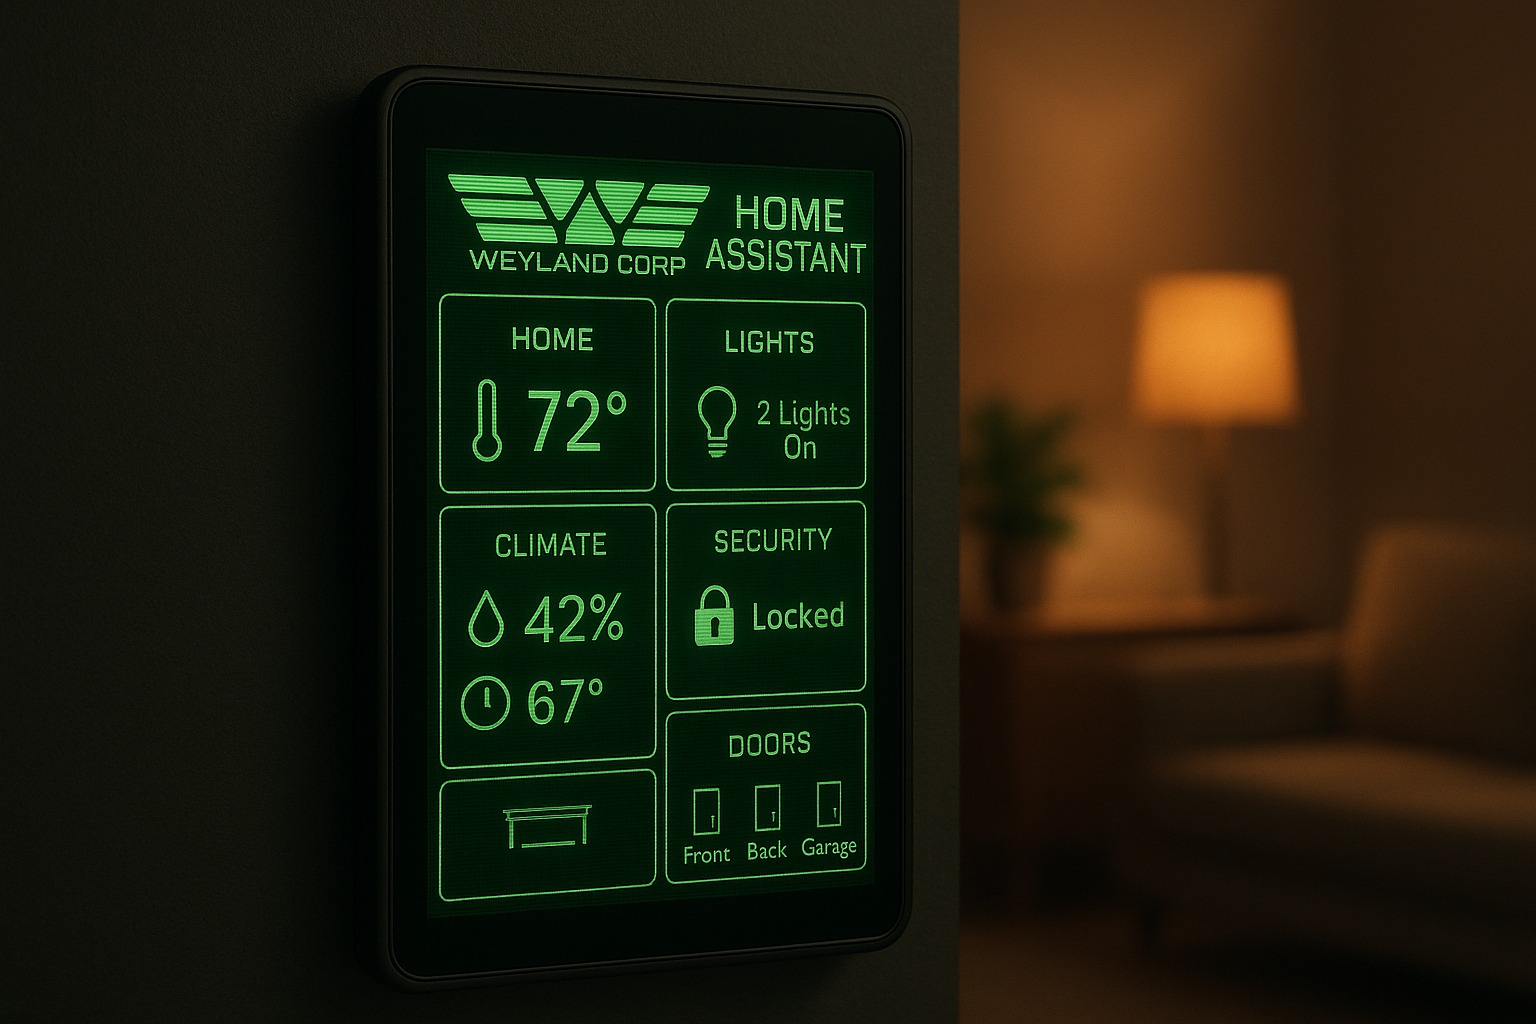 WEYLAND CORP
HOME
ASSISTANT
HOME
72°
LIGHTS
2 Lights
On
CLIMATE
42%
67°
SECURITY
Locked
DOORS
Front Back Garage